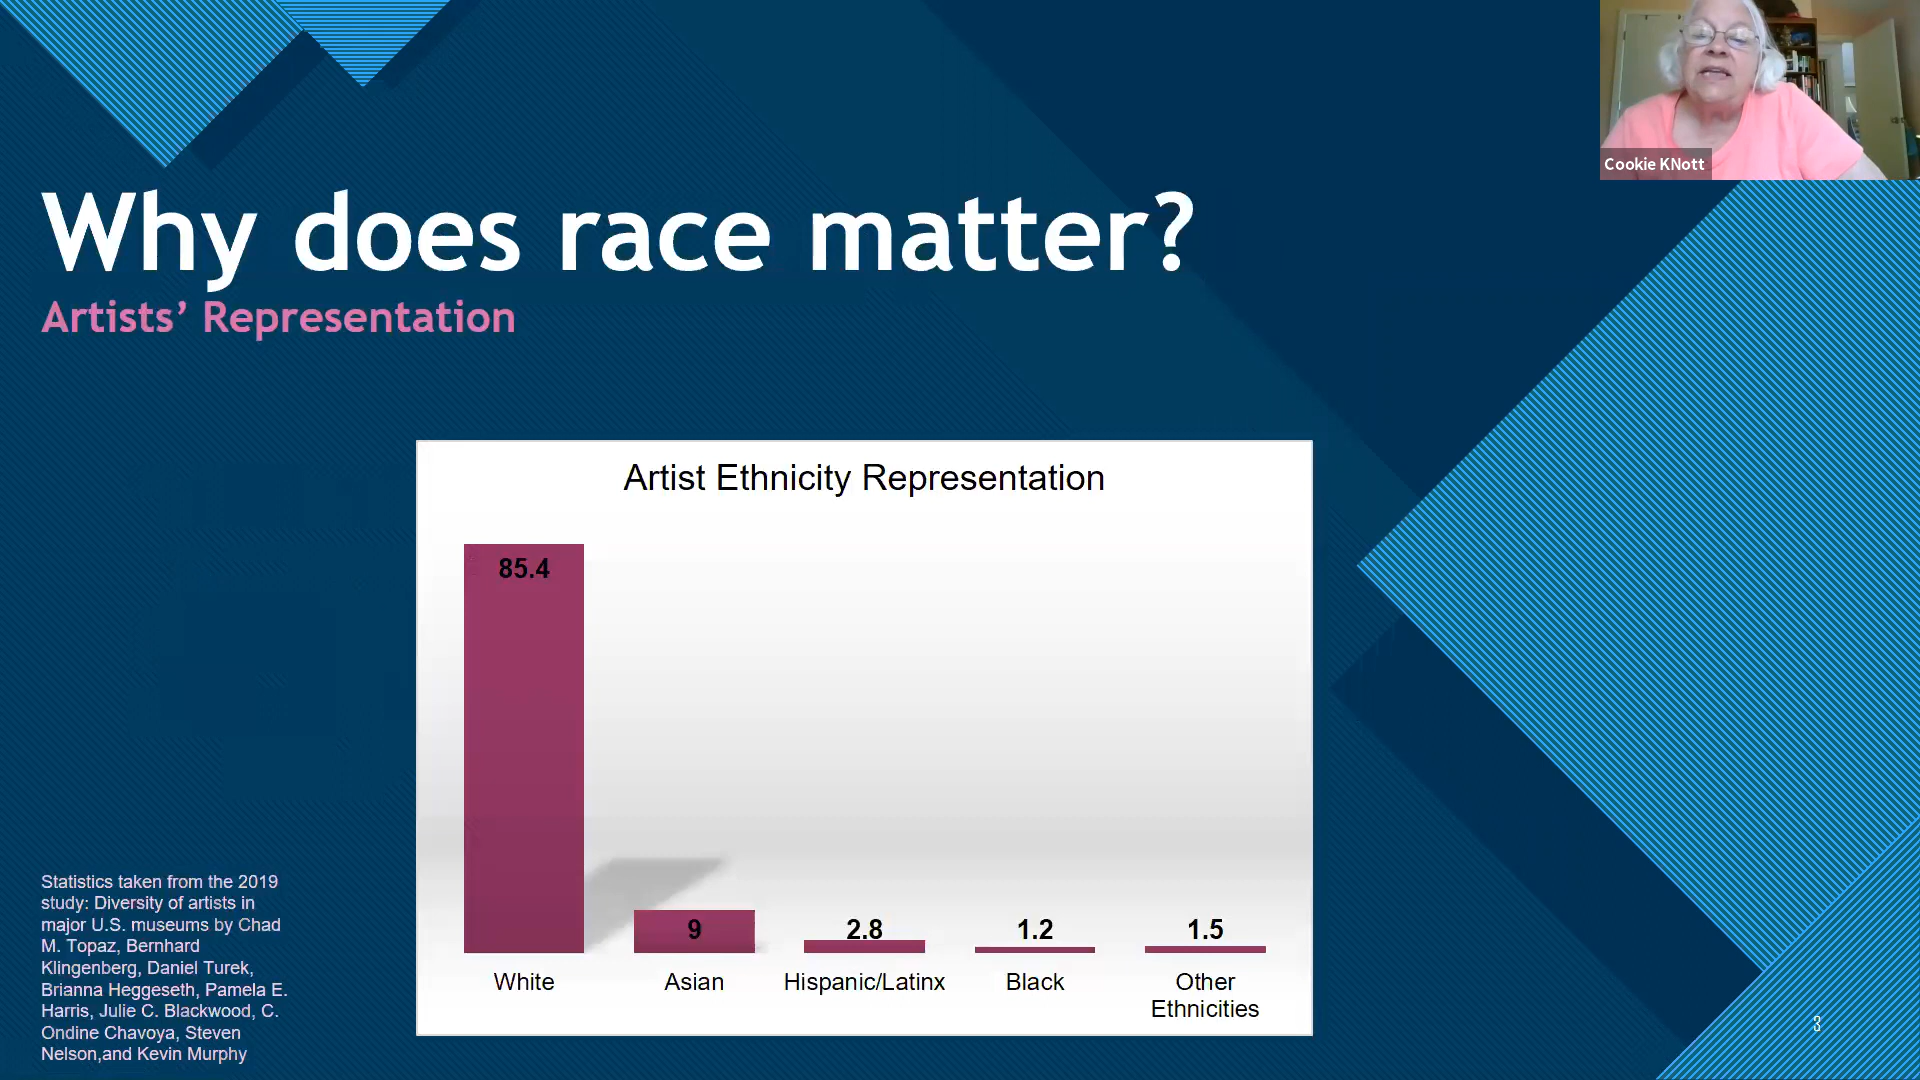 Cookie KNott
Why does race matter?
Artists’ Representation
Artist Ethnicity Representation
85.4
9
2.8
1.2
1.5
White
Asian
Hispanic/Latinx
Black
Other
Ethnicities
Statistics taken from the 2019
study: Diversity of artists in
major U.S. museums by Chad
M. Topaz, Bernhard
Klingenberg, Daniel Turek,
Brianna Heggeseth, Pamela E.
Harris, Julie C. Blackwood, C.
Ondine Chavoya, Steven
Nelson,and Kevin Murphy
3